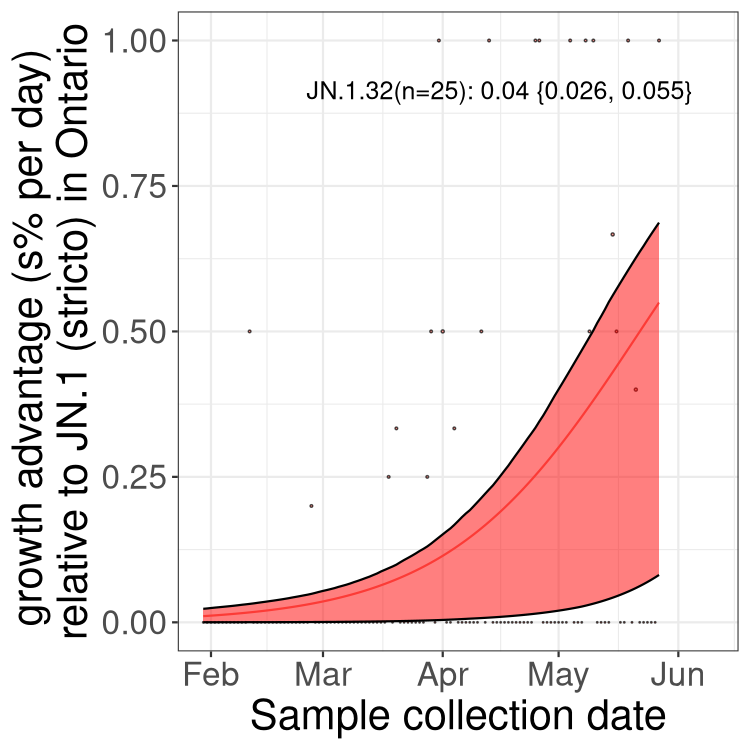 growth advantage (s% per day)
relative to JN.1 (stricto) in Ontario
1.00
0.75
0.50
0.25
0.00
JN.1.32(n=25): 0.04 {0.026, 0.055}
Feb Mar Apr May Jun
Sample collection date